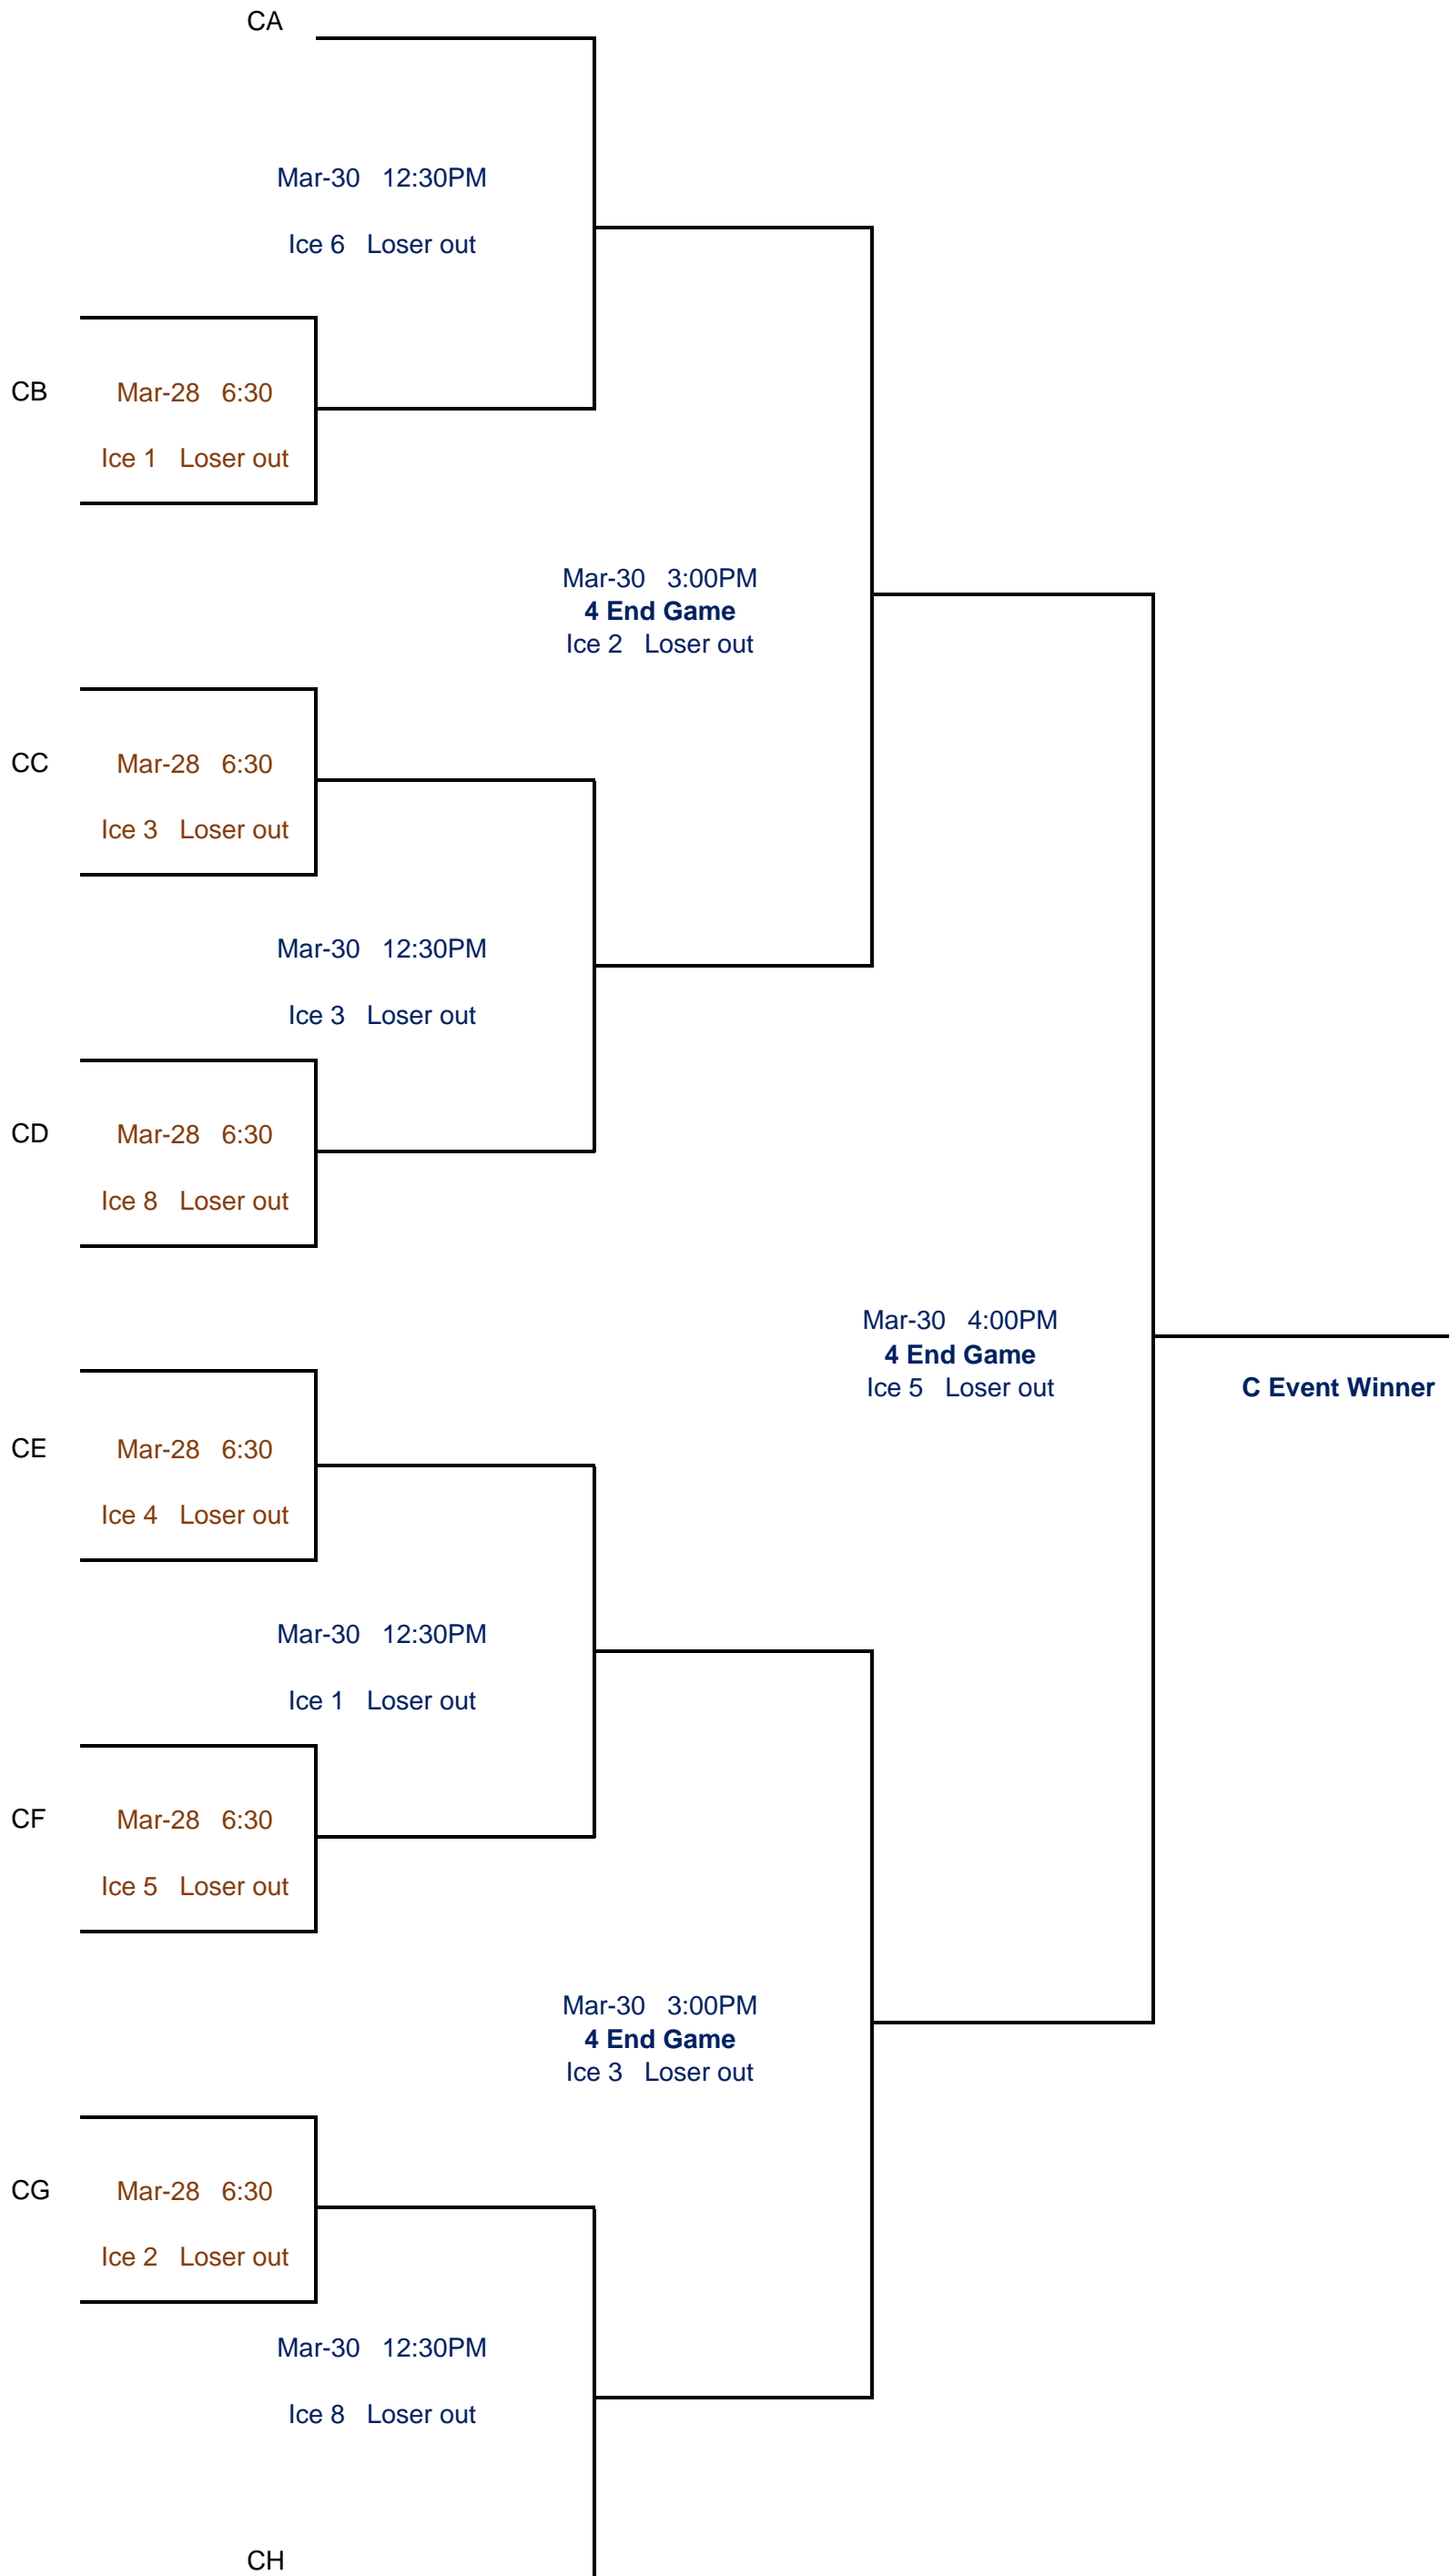 CA
Mar-30 12:30PM
Ice 6 Loser out
CB
Mar-28 6:30
Ice 1 Loser out
Mar-30 3:00PM
4 End Game
Ice 2 Loser out
CC
Mar-28 6:30
Ice 3 Loser out
Mar-30 12:30PM
Ice 3 Loser out
CD
Mar-28 6:30
Ice 8 Loser out
Mar-30 4:00PM
4 End Game
Ice 5 Loser out
C Event Winner
CE
Mar-28 6:30
Ice 4 Loser out
Mar-30 12:30PM
Ice 1 Loser out
CF
Mar-28 6:30
Ice 5 Loser out
Mar-30 3:00PM
4 End Game
Ice 3 Loser out
CG
Mar-28 6:30
Ice 2 Loser out
Mar-30 12:30PM
Ice 8 Loser out
CH